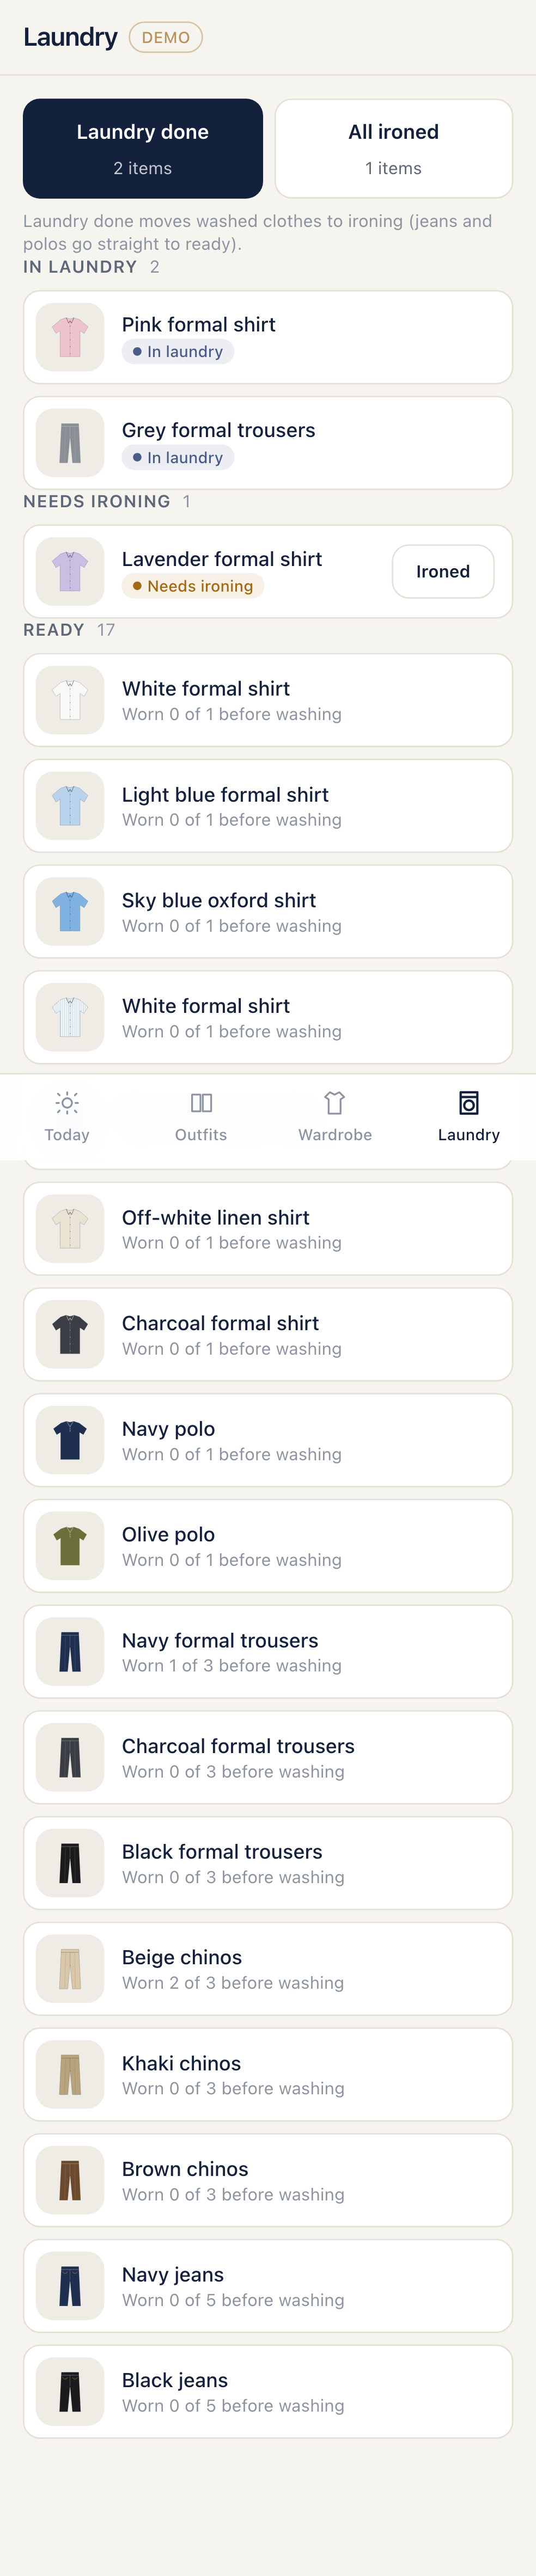 Laundry DEMO
Laundry done
2 items
All ironed
1 items
Laundry done moves washed clothes to ironing (jeans and
polos go straight to ready).
IN LAUNDRY 2
Pink formal shirt
In laundry
Grey formal trousers
In laundry
NEEDS IRONING 1
Lavender formal shirt
Needs ironing
Ironed
READY 17
White formal shirt
Worn 0 of 1 before washing
Light blue formal shirt
Worn 0 of 1 before washing
Sky blue oxford shirt
Worn 0 of 1 before washing
White formal shirt
Worn 0 of 1 before washing
Today
Outfits
Wardrobe
Laundry
Off-white linen shirt
Worn 0 of 1 before washing
Charcoal formal shirt
Worn 0 of 1 before washing
Navy polo
Worn 0 of 1 before washing
Olive polo
Worn 0 of 1 before washing
Navy formal trousers
Worn 1 of 3 before washing
Charcoal formal trousers
Worn 0 of 3 before washing
Black formal trousers
Worn 0 of 3 before washing
Beige chinos
Worn 2 of 3 before washing
Khaki chinos
Worn 0 of 3 before washing
Brown chinos
Worn 0 of 3 before washing
Navy jeans
Worn 0 of 5 before washing
Black jeans
Worn 0 of 5 before washing